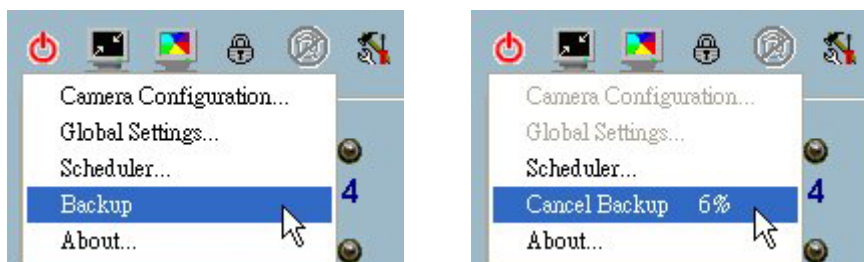 Camera Configuration...
Global Settings...
Scheduler...
Backup
About...
4
Camera Configuration...
Global Settings...
Scheduler...
Cancel Backup 6%
About...
4